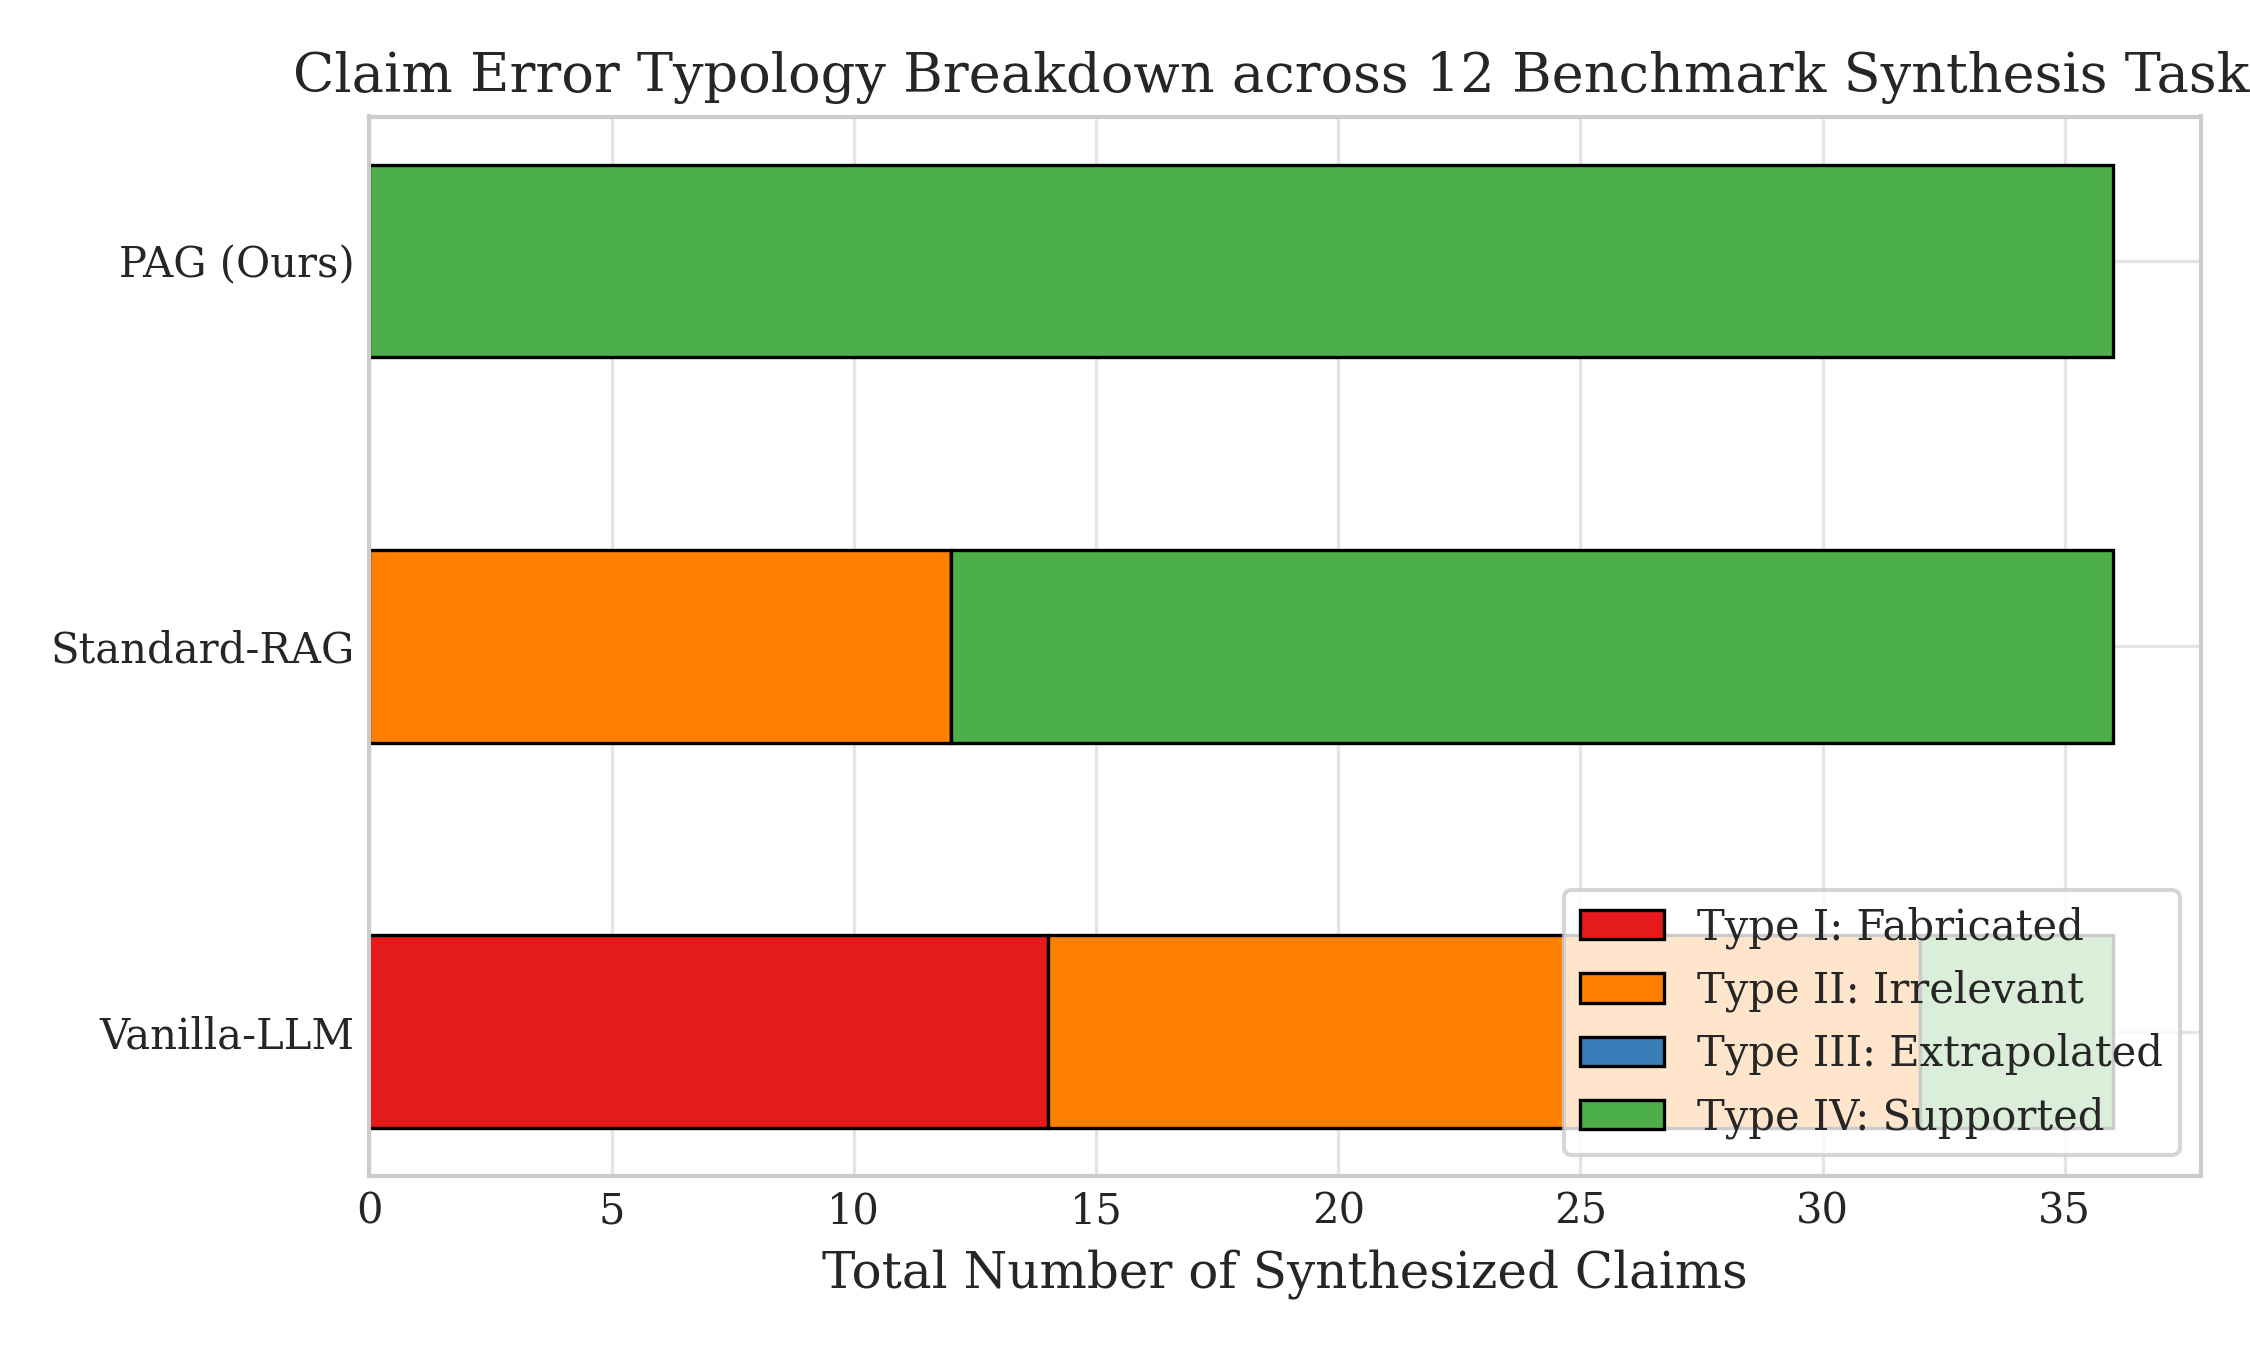 Claim Error Typology Breakdown across 12 Benchmark Synthesis Task
PAG (Ours)
Standard-RAG
Vanilla-LLM
Type I: Fabricated
Type II: Irrelevant
Type III: Extrapolated
Type IV: Supported
0 5 10 15 20 25 30 35
Total Number of Synthesized Claims